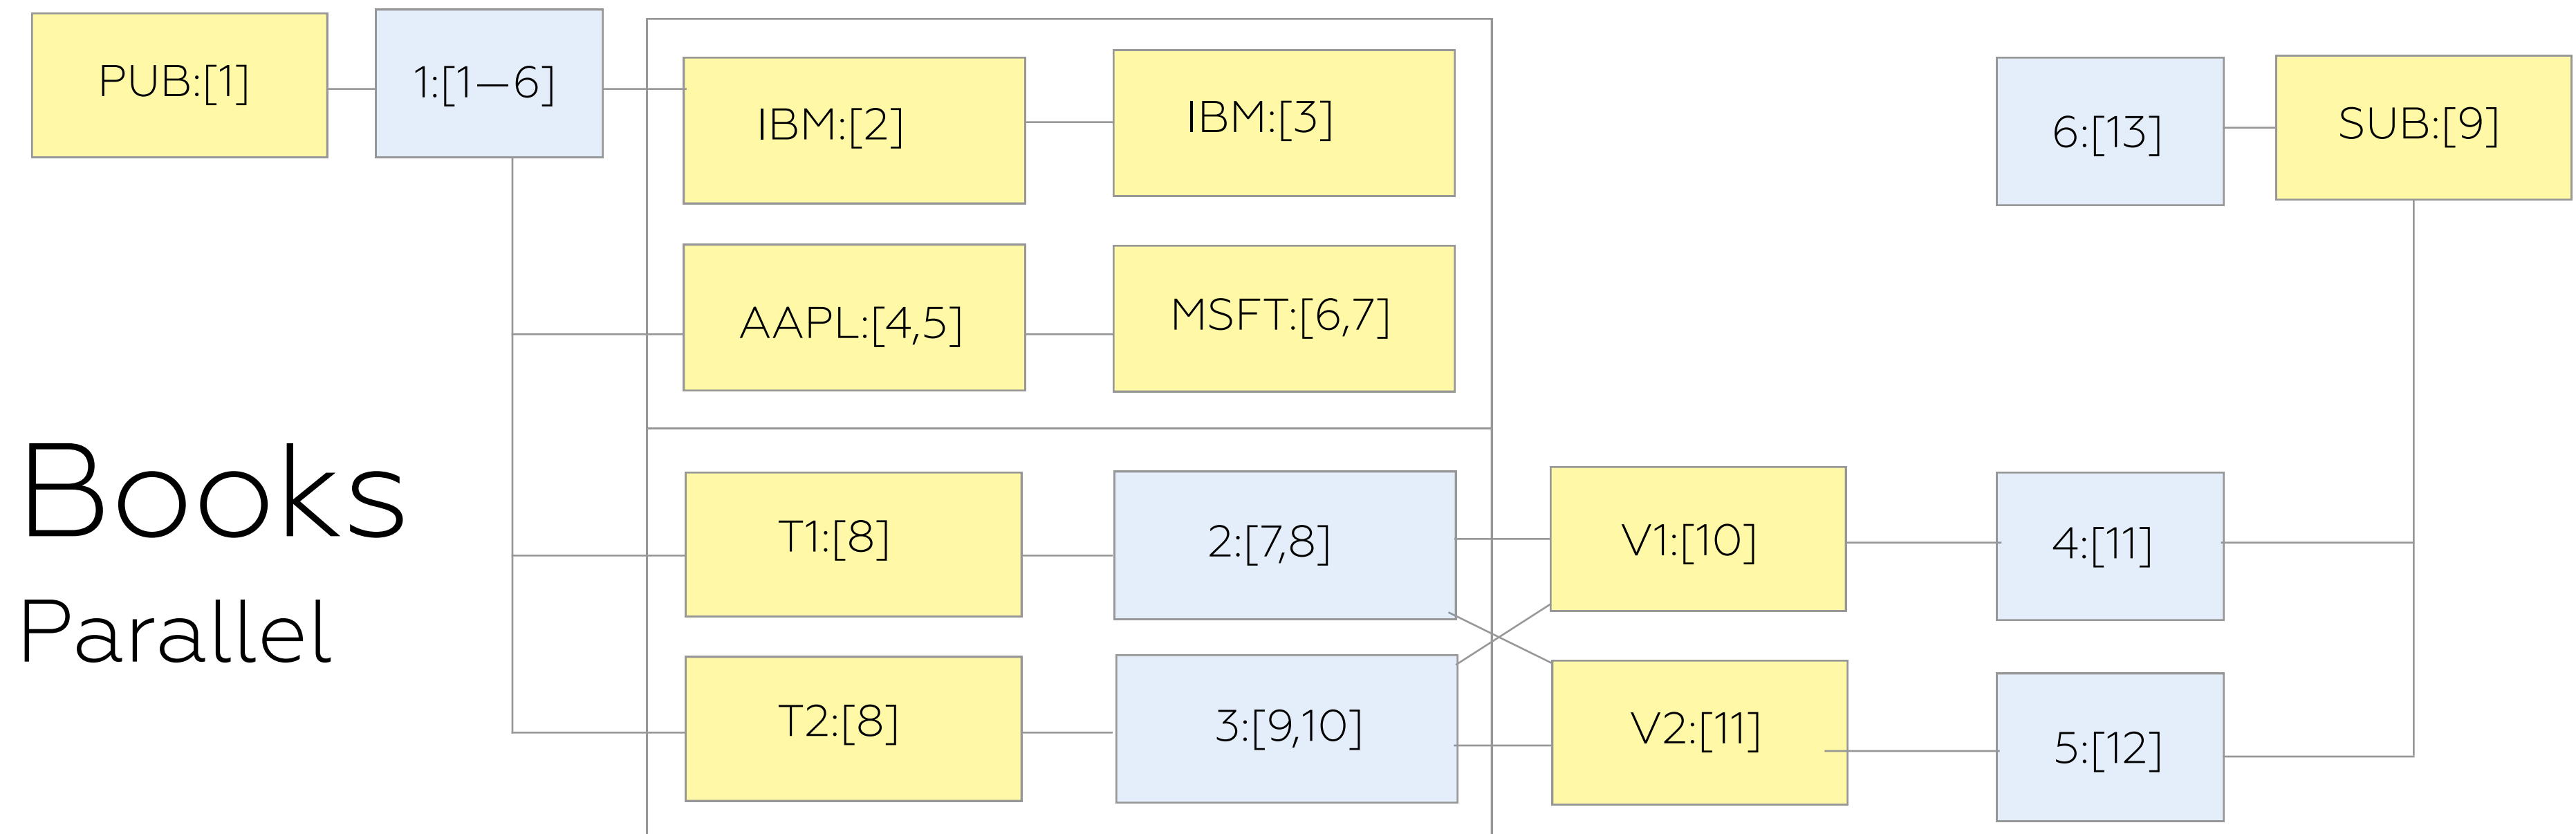 PUB:[1]
1:[1—6]
IBM:[2]
IBM:[3]
6:[13]
SUB:[9]
AAPL:[4,5]
MSFT:[6,7]
Books
Parallel
T1:[8]
2:[7,8]
V1:[10]
4:[11]
T2:[8]
3:[9,10]
V2:[11]
5:[12]